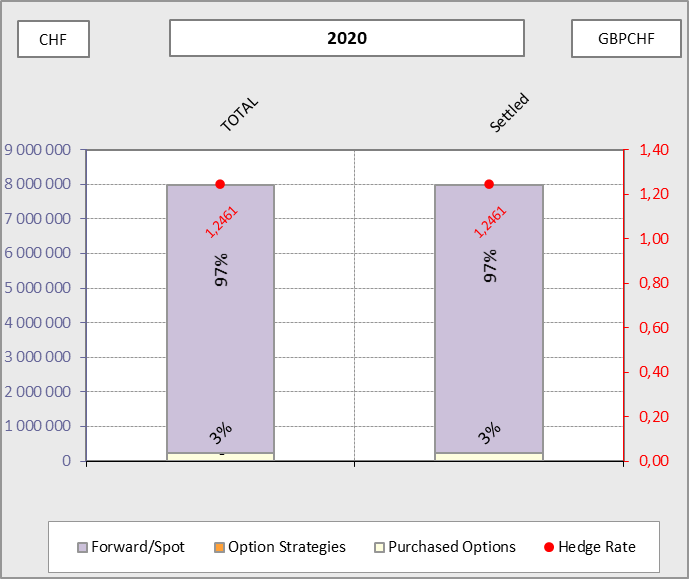 CHF
2020
GBPCHF
TOTAL
Settled
9 000 000
8 000 000
7 000 000
6 000 000
5 000 000
4 000 000
3 000 000
2 000 000
1 000 000
0
1,2461
97%
3%
-
1,2461
97%
3%
1,40
1,20
1,00
0,80
0,60
0,40
0,20
0,00
Forward/Spot Option Strategies Purchased Options Hedge Rate